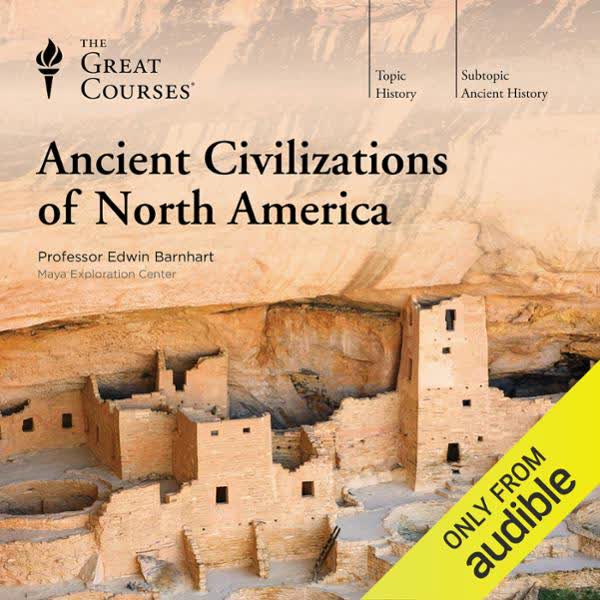 THE
GREAT
COURSES®
Topic
History
Subtopic
Ancient History
Ancient Civilizations
of North America
Professor Edwin Barnhart
Maya Exploration Center
ONLY FROM
audible